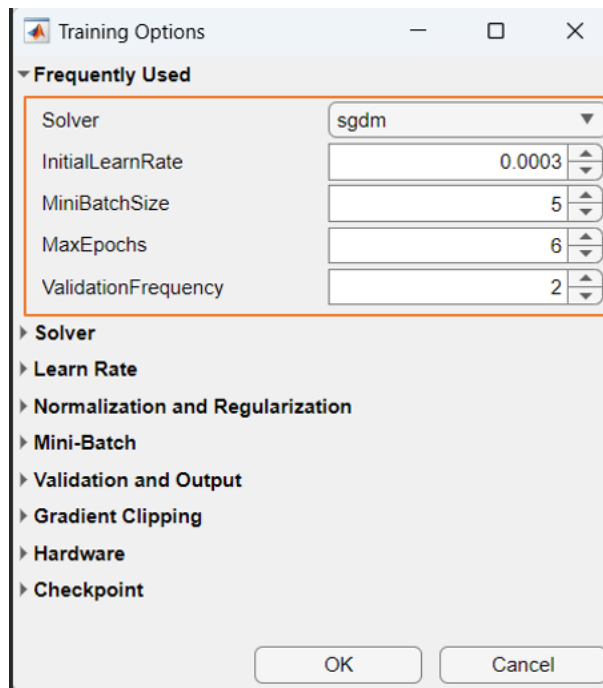 Training Options
Frequently Used
Solver sgdm
InitialLearnRate 0.0003
MiniBatchSize 5
MaxEpochs 6
ValidationFrequency 2
Solver
Learn Rate
Normalization and Regularization
Mini-Batch
Validation and Output
Gradient Clipping
Hardware
Checkpoint
OK Cancel